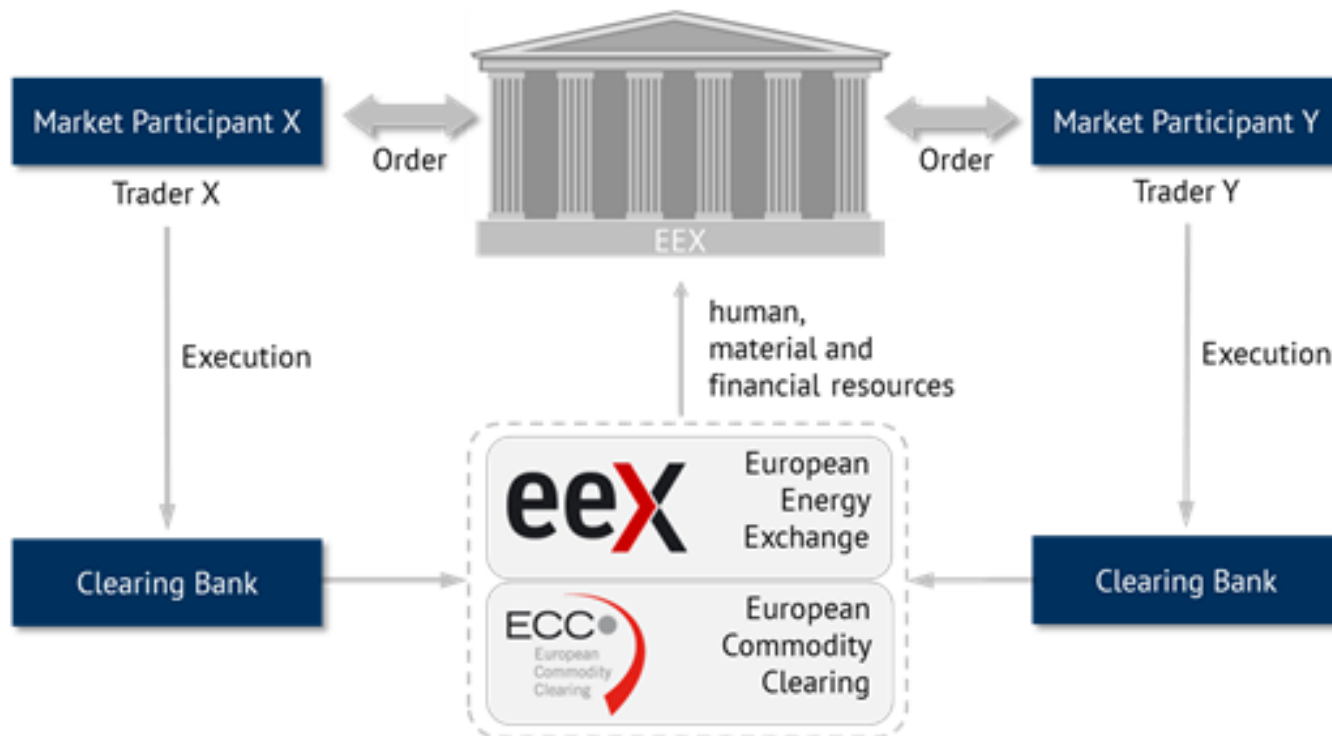 Market Participant X
Order
Order
Market Participant Y
Trader X
Trader Y
EEX
human,
material and
financial resources
Execution
Execution
eex
European
Energy
Exchange
Clearing Bank
Clearing Bank
ECC
European
Commodity
Clearing
European
Commodity
Clearing